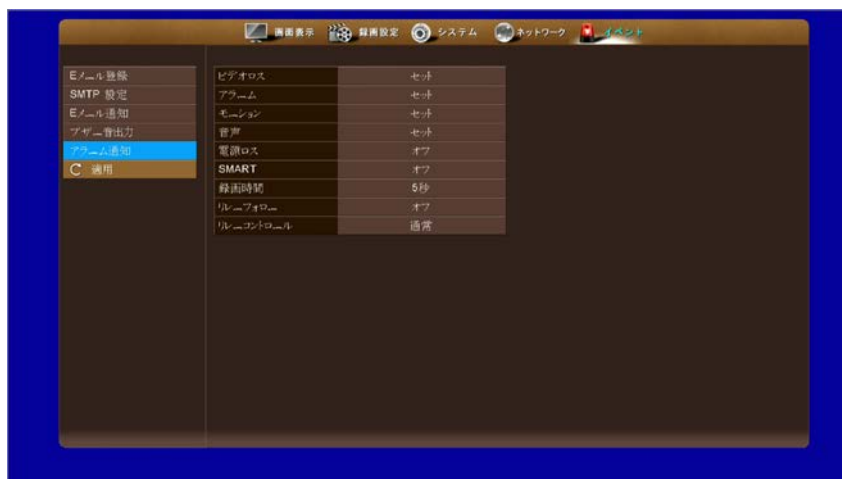 画面表示 録画設定 システム ネットワーク イベント
Eメール登録
SMTP 設定
Eメール通知
ブザー音出力
アラーム通知
適用
ビデオロス セット
アラーム セット
モーション セット
音声 セット
電源ロス オフ
SMART オフ
録画時間 5秒
リレーフォロー オフ
リレーコントロール 通常